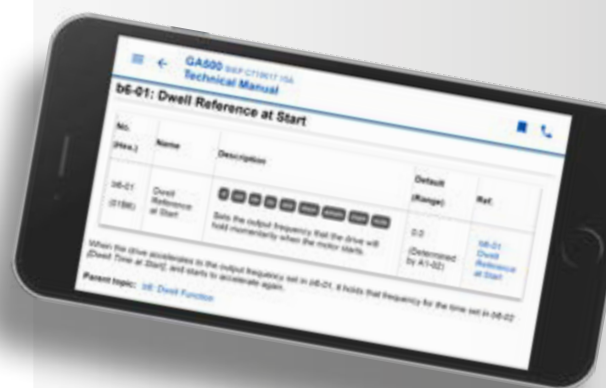 GA500
Technical Manual
b6-01: Dwell Reference at Start
No.
(Hex.)
Name
Description
Default
(Range)
Ref.
b6-01
(01B6)
Dwell
Reference
at Start
Sets the output frequency that the drive will
hold momentarily when the motor starts.
0.0
(Determined
by A1-02)
b6-01
Dwell
Reference
at Start
When the drive accelerates to the output frequency set in b6-01, it holds that frequency for the time set in b6-02
[Dwell Time at Start] and starts to accelerate again.
Parent topic: b6: Dwell Function